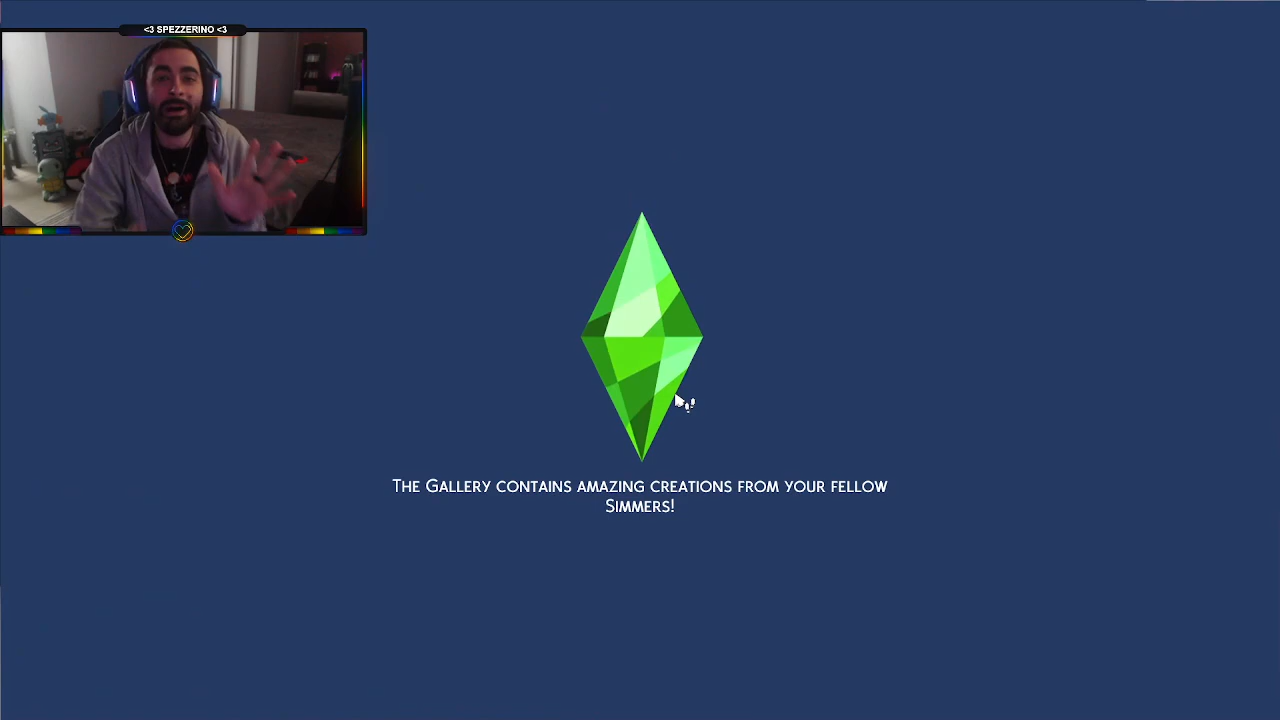 <3 SPEZZERINO <3
THE GALLERY CONTAINS AMAZING CREATIONS FROM YOUR FELLOW
SIMMERS!